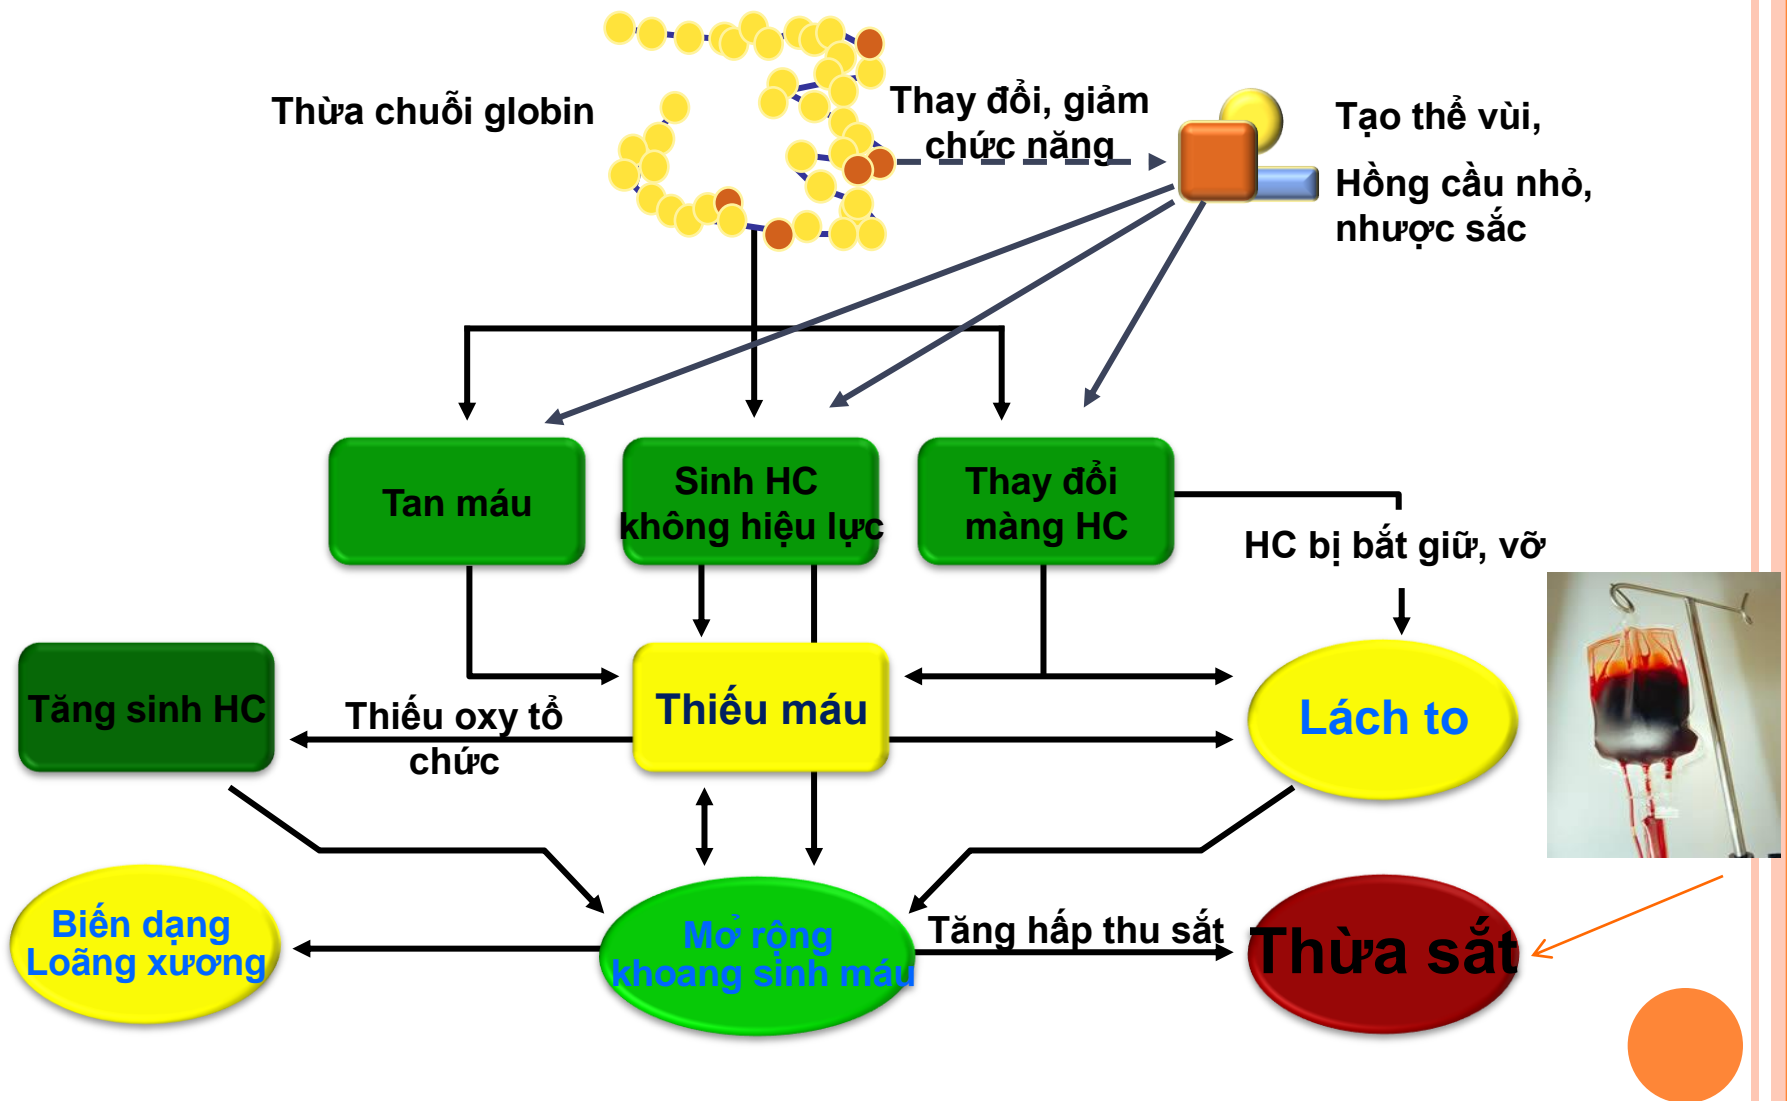 Thừa chuỗi globin
Thay đổi, giảm
chức năng
Tạo thể vùi,
Hồng cầu nhỏ,
nhược sắc
Tan máu
Sinh HC
không hiệu lực
Thay đổi
màng HC
HC bị bắt giữ, vỡ
Tăng sinh HC
Thiếu oxy tổ
chức
Thiếu máu
Lách to
Biến dạng
Loãng xương
Mở rộng
khoang sinh máu
Tăng hấp thu sắt
Thừa sắt